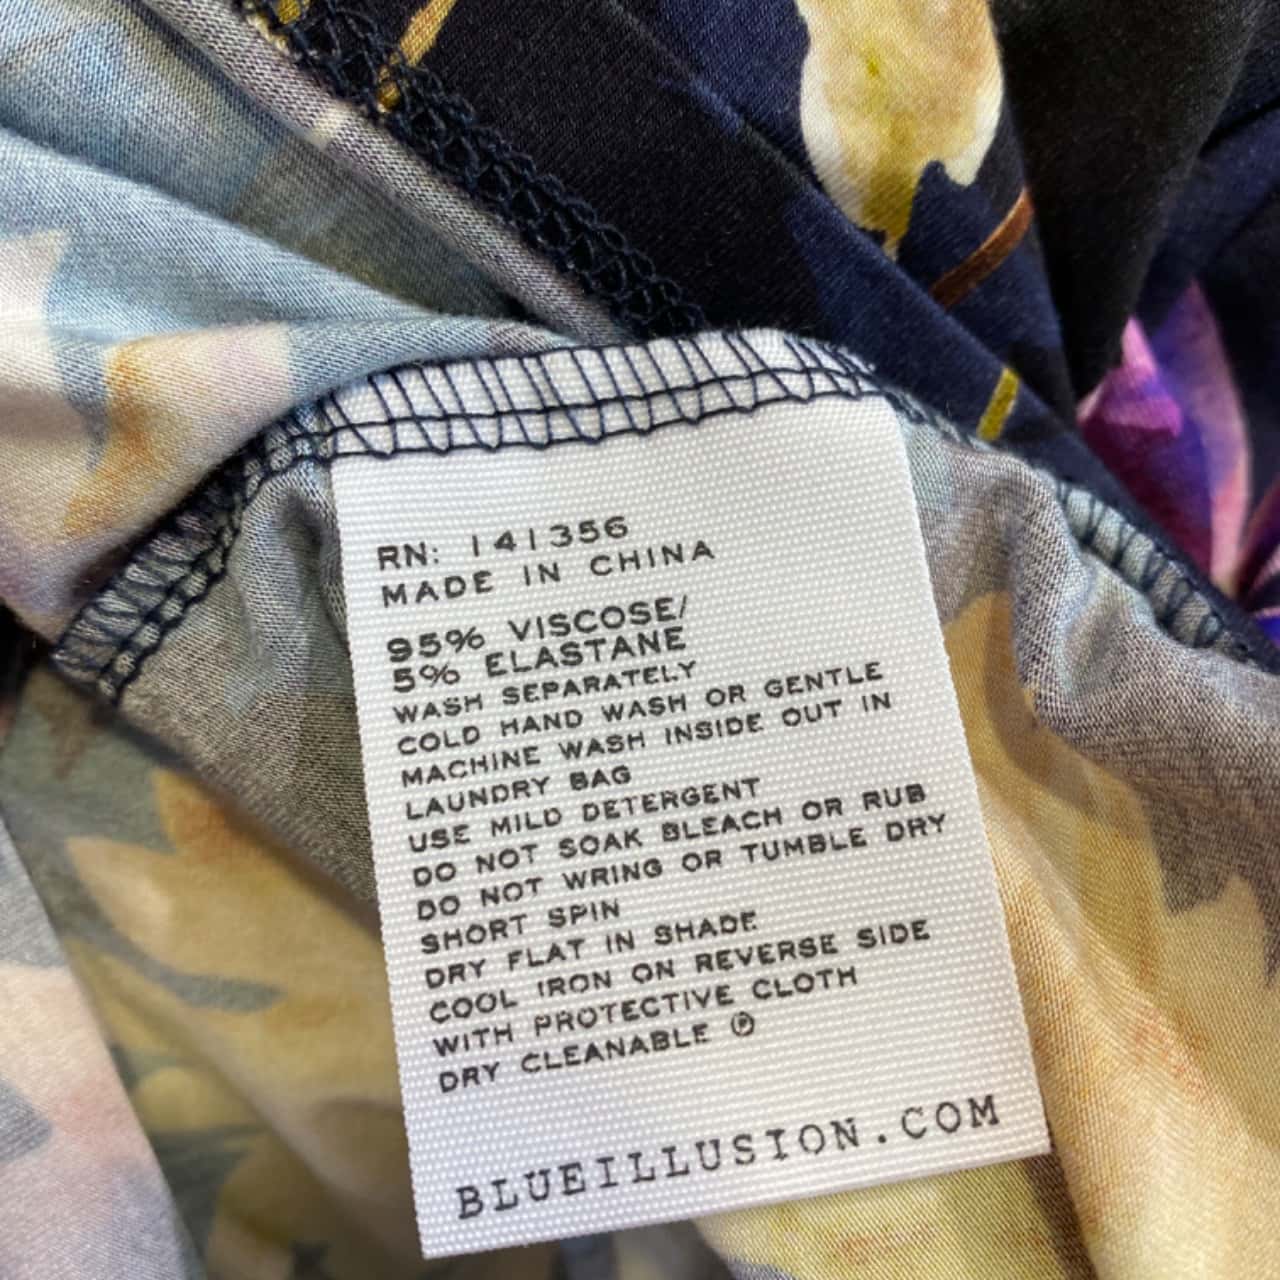 RN: 141356
MADE IN CHINA
95% VISCOSE/
5% ELASTANE
WASH SEPARATELY
COLD HAND WASH OR GENTLE
MACHINE WASH INSIDE OUT IN
LAUNDRY BAG
USE MILD DETERGENT
DO NOT SOAK BLEACH OR RUB
DO NOT WRING OR TUMBLE DRY
SHORT SPIN
DRY FLAT IN SHADE
COOL IRON ON REVERSE SIDE
WITH PROTECTIVE CLOTH
DRY CLEANABLE Ⓟ
BLUEILLUSION.COM